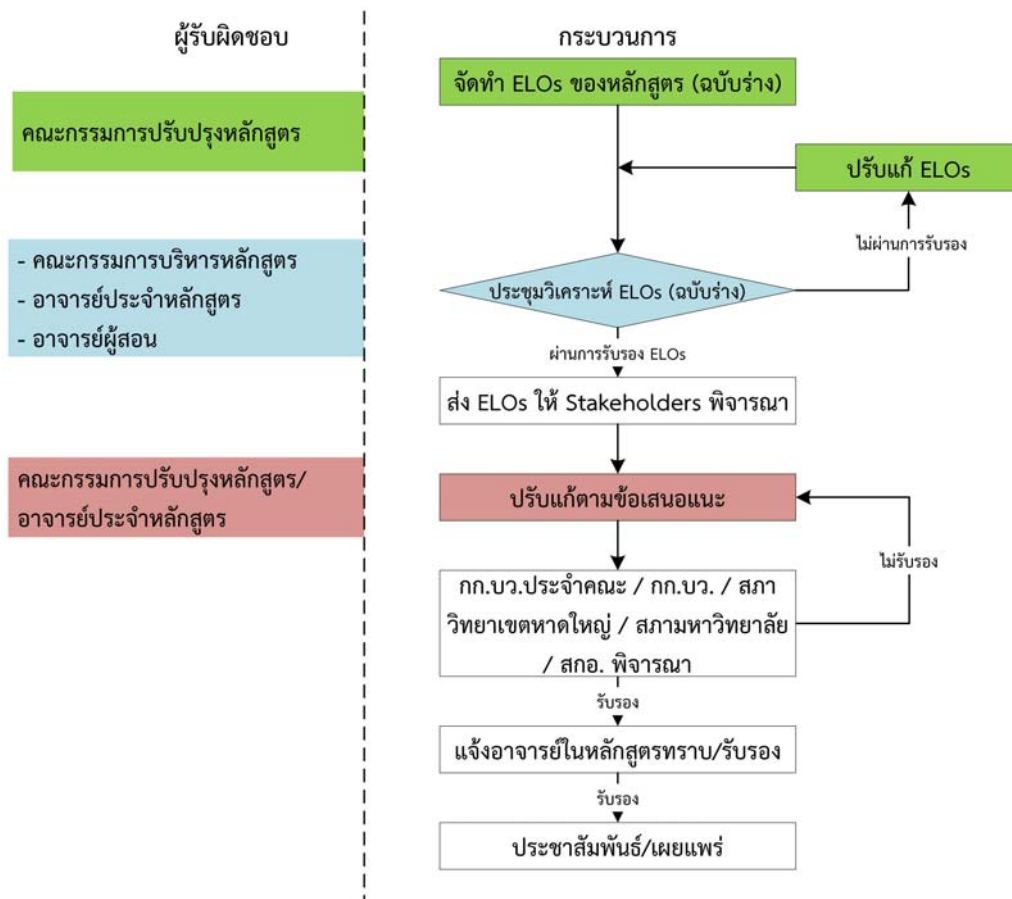 ผู้รับผิดชอบ
กระบวนการ
จัดทำ ELOs ของหลักสูตร (ฉบับร่าง)
คณะกรรมการปรับปรุงหลักสูตร
ปรับแก้ ELOs
ไม่ผ่านการรับรอง
- คณะกรรมการบริหารหลักสูตร
- อาจารย์ประจำหลักสูตร
- อาจารย์ผู้สอน
ประชุมวิเคราะห์ ELOs (ฉบับร่าง)
ผ่านการรับรอง ELOs
ส่ง ELOs ให้ Stakeholders พิจารณา
คณะกรรมการปรับปรุงหลักสูตร/
อาจารย์ประจำหลักสูตร
ปรับแก้ตามข้อเสนอแนะ
ไม่รับรอง
กก.บว.ประจำคณะ / กก.บว. / สภา
วิทยาเขตหาดใหญ่ / สภามหาวิทยาลัย
/ สกอ. พิจารณา
รับรอง
แจ้งอาจารย์ในหลักสูตรทราบ/รับรอง
รับรอง
ประชาสัมพันธ์/เผยแพร่